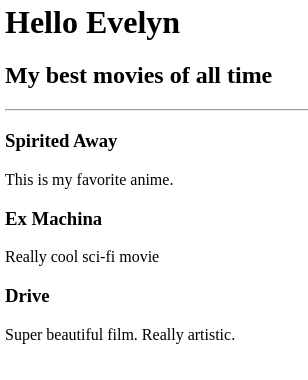 Hello Evelyn
My best movies of all time
Spirited Away
This is my favorite anime.
Ex Machina
Really cool sci-fi movie
Drive
Super beautiful film. Really artistic.